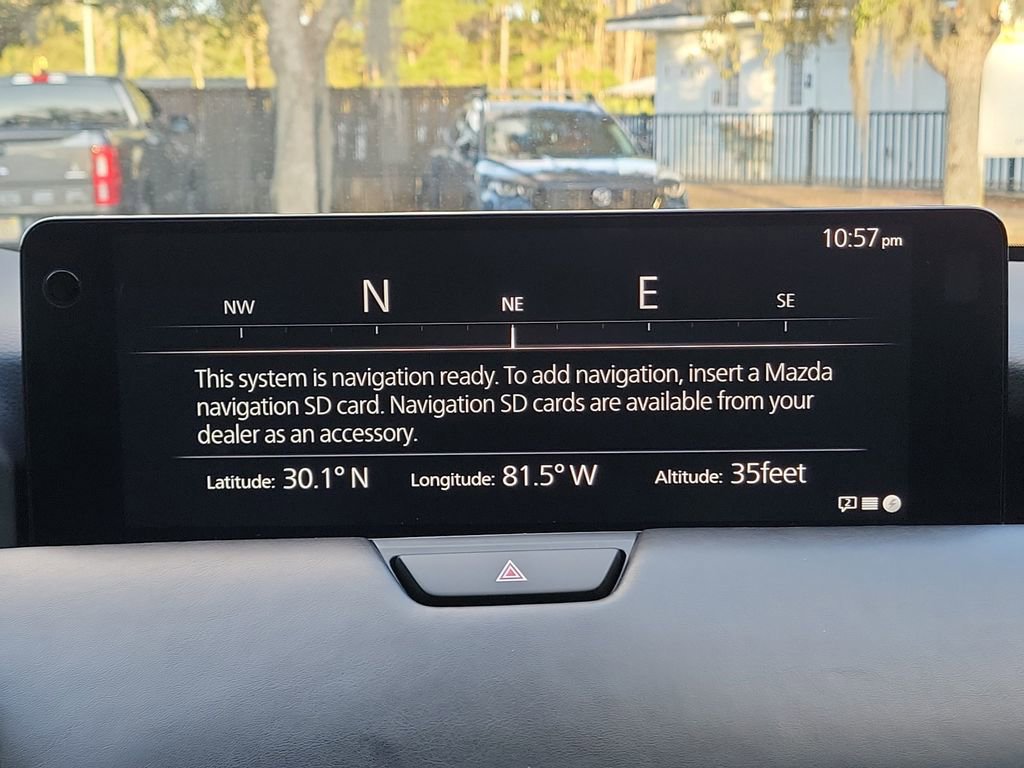 10:57 pm
NW N NE E SE
This system is navigation ready. To add navigation, insert a Mazda
navigation SD card. Navigation SD cards are available from your
dealer as an accessory.
Latitude: 30.1° N Longitude: 81.5° W Altitude: 35feet
2